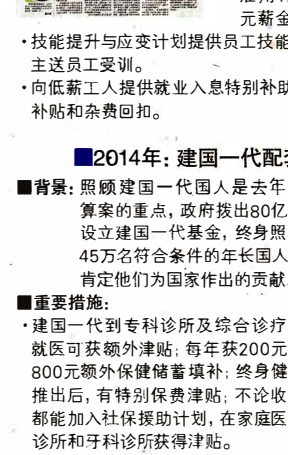 元薪金
·技能提升与应变计划提供员工技能
主送员工受训。
·向低薪工人提供就业入息特别补助
补贴和杂费回扣。
■2014年：建国一代配套
■背景：照顾建国一代国人是去年
算案的重点，政府拨出80亿
设立建国一代基金，终身照
45万名符合条件的年长国人
肯定他们为国家作出的贡献
■重要措施：
·建国一代到专科诊所及综合诊疗
就医可获额外津贴；每年获200元
800元额外保健储蓄填补；终身健
推出后，有特别保费津贴；不论收
都能加入社保援助计划，在家庭医
诊所和牙科诊所获得津贴。